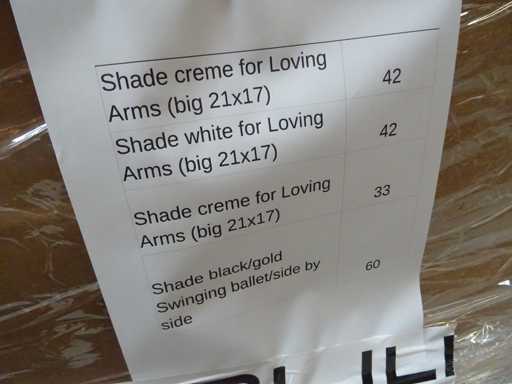 Shade creme for Loving
Arms (big 21x17)
42
Shade white for Loving
Arms (big 21x17)
42
Shade creme for Loving
Arms (big 21x17)
33
Shade black/gold
Swinging ballet/side by
side
60